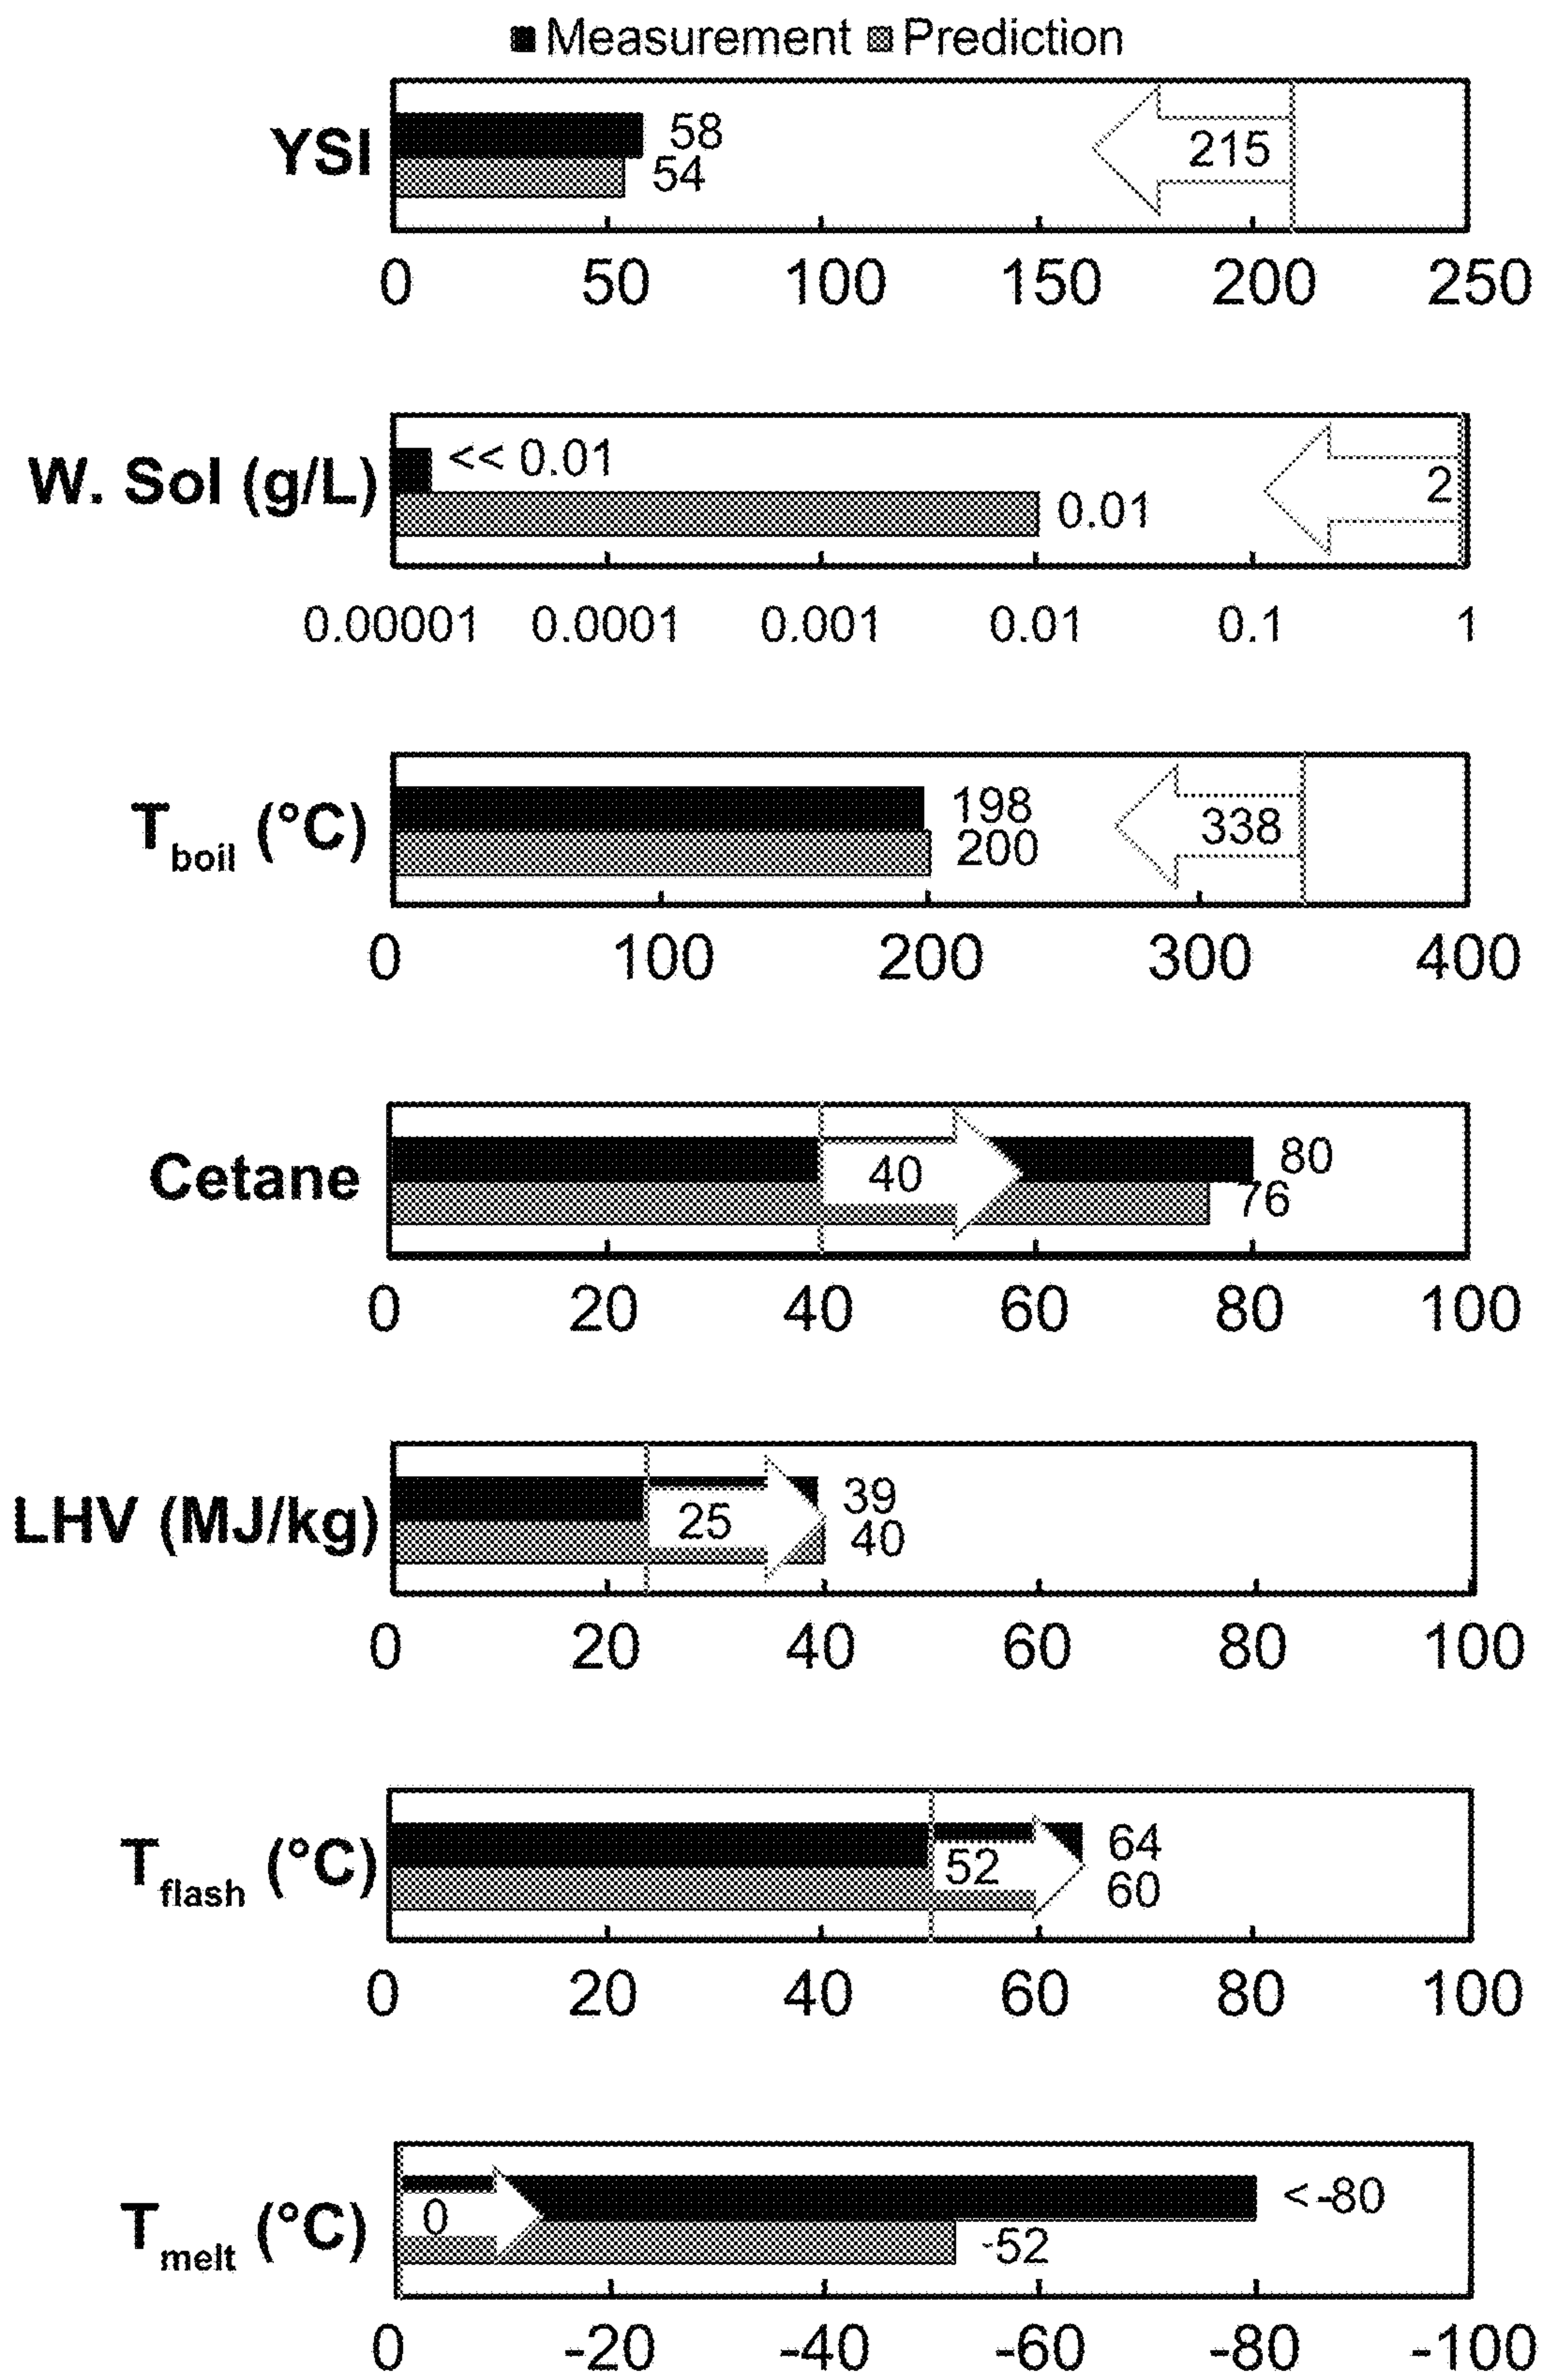 Measurement Prediction
YSI
58
54
215
0 50 100 150 200 250
W. Sol (g/L)
<< 0.01
0.01
2
0.00001 0.0001 0.001 0.01 0.1 1
Tboil (°C)
198
200
338
0 100 200 300 400
Cetane
40
80
76
0 20 40 60 80 100
LHV (MJ/kg)
25
39
40
0 20 40 60 80 100
Tflash (°C)
52
64
60
0 20 40 60 80 100
Tmelt (°C)
0
<-80
-52
0 -20 -40 -60 -80 -100